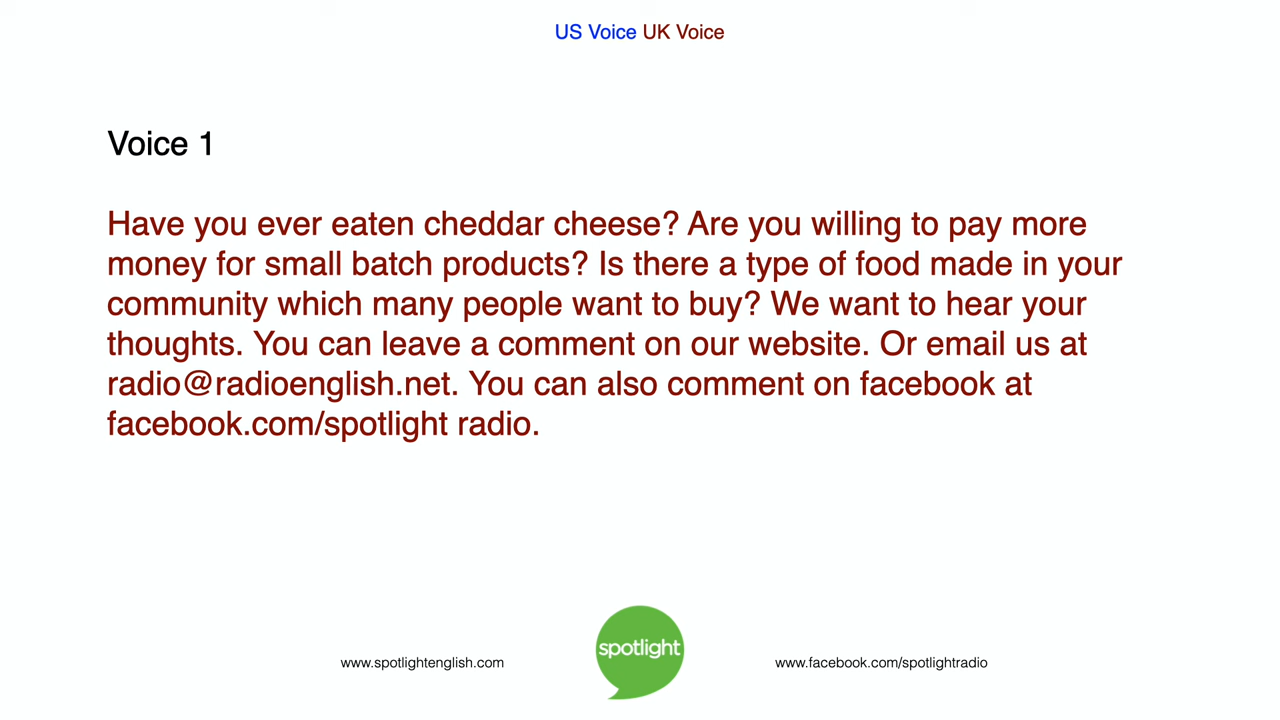 US Voice UK Voice
Voice 1
Have you ever eaten cheddar cheese? Are you willing to pay more
money for small batch products? Is there a type of food made in your
community which many people want to buy? We want to hear your
thoughts. You can leave a comment on our website. Or email us at
radio@radioenglish.net. You can also comment on facebook at
facebook.com/spotlight radio.
www.spotlightenglish.com
spotlight
www.facebook.com/spotlightradio